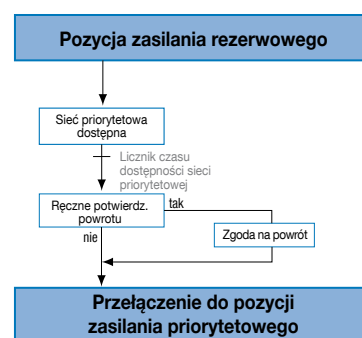 Pozycja zasilania rezerwowego
Sieć priorytetowa
dostępna
Licznik czasu
dostępności sieci
priorytetowej
Ręczne potwierdz.
powrotu
tak
nie
Zgoda na powrót
Przełączenie do pozycji
zasilania priorytetowego